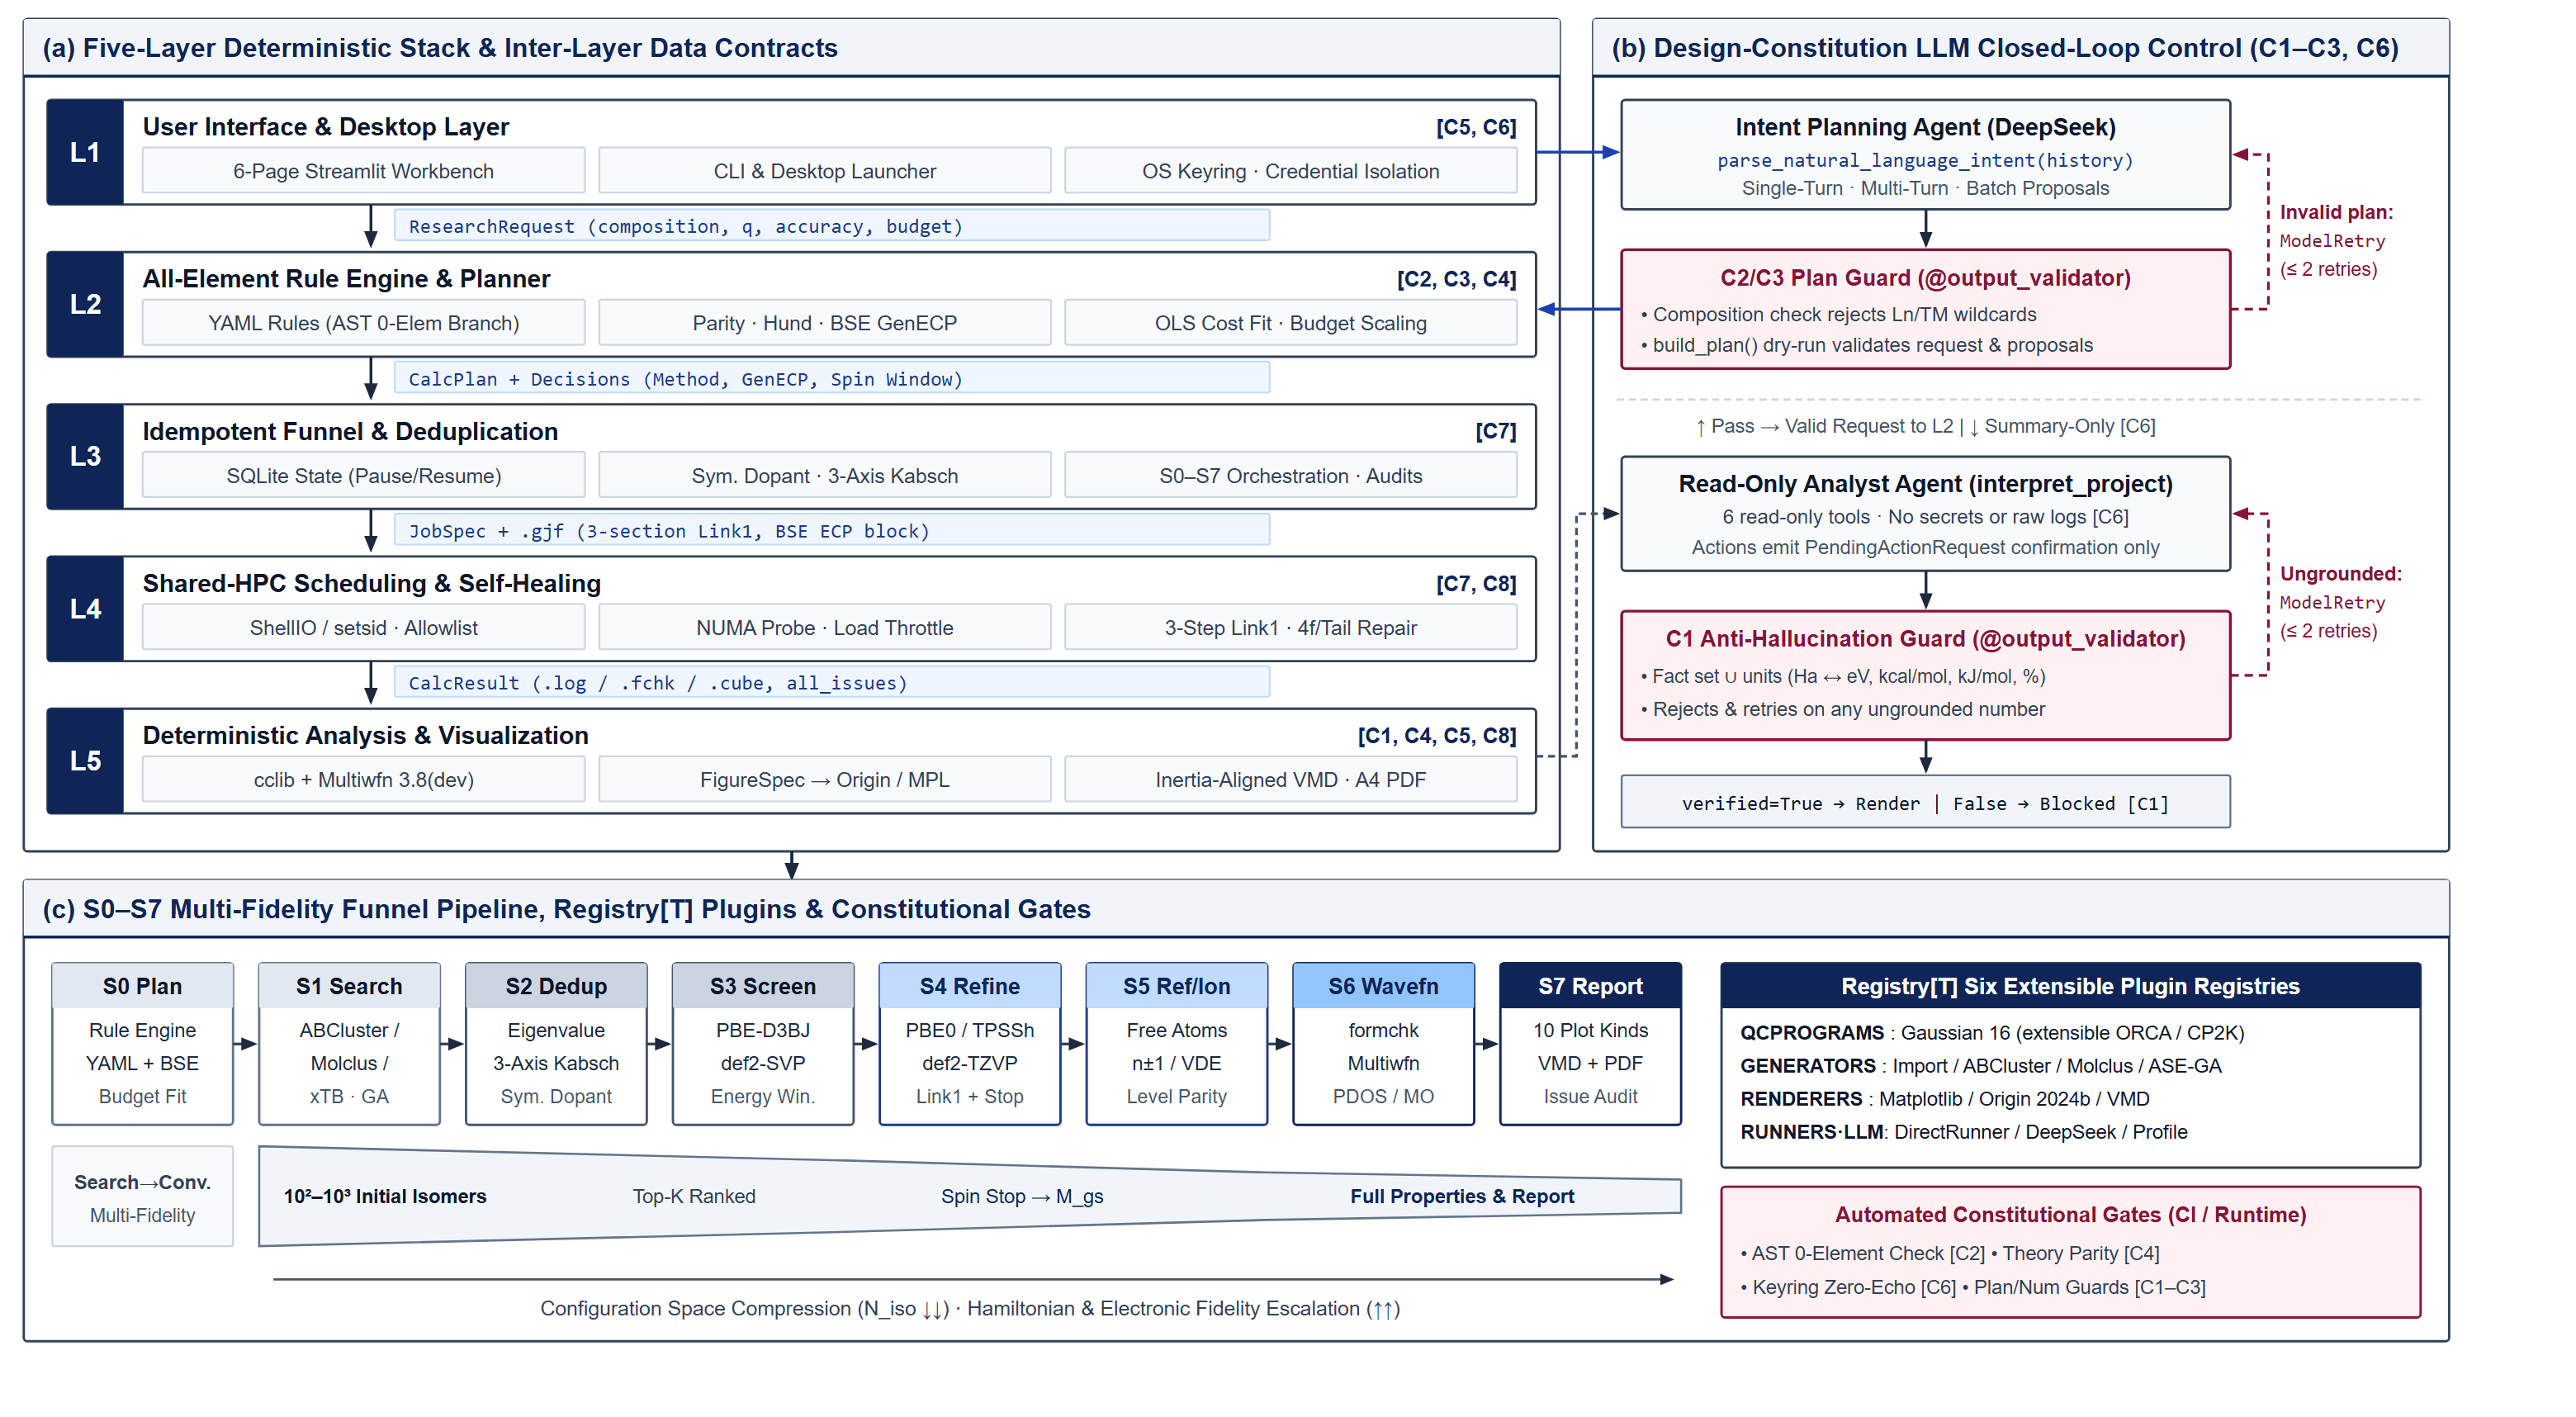 (a) Five-Layer Deterministic Stack & Inter-Layer Data Contracts
L1
User Interface & Desktop Layer
[C5, C6]
6-Page Streamlit Workbench
CLI & Desktop Launcher
OS Keyring · Credential Isolation
ResearchRequest (composition, q, accuracy, budget)
L2
All-Element Rule Engine & Planner
[C2, C3, C4]
YAML Rules (AST 0-Elem Branch)
Parity · Hund · BSE GenECP
OLS Cost Fit · Budget Scaling
CalcPlan + Decisions (Method, GenECP, Spin Window)
L3
Idempotent Funnel & Deduplication
[C7]
SQLite State (Pause/Resume)
Sym. Dopant · 3-Axis Kabsch
S0–S7 Orchestration · Audits
JobSpec + .gjf (3-section Link1, BSE ECP block)
L4
Shared-HPC Scheduling & Self-Healing
[C7, C8]
ShellIO / setsid · Allowlist
NUMA Probe · Load Throttle
3-Step Link1 · 4f/Tail Repair
CalcResult (.log / .fchk / .cube, all_issues)
L5
Deterministic Analysis & Visualization
[C1, C4, C5, C8]
cclib + Multiwfn 3.8(dev)
FigureSpec → Origin / MPL
Inertia-Aligned VMD · A4 PDF
(b) Design-Constitution LLM Closed-Loop Control (C1–C3, C6)
Intent Planning Agent (DeepSeek)
parse_natural_language_intent(history)
Single-Turn · Multi-Turn · Batch Proposals
Invalid plan:
ModelRetry
(≤ 2 retries)
C2/C3 Plan Guard (@output_validator)
• Composition check rejects Ln/TM wildcards
• build_plan() dry-run validates request & proposals
↑ Pass → Valid Request to L2 | ↓ Summary-Only [C6]
Read-Only Analyst Agent (interpret_project)
6 read-only tools · No secrets or raw logs [C6]
Actions emit PendingActionRequest confirmation only
Ungrounded:
ModelRetry
(≤ 2 retries)
C1 Anti-Hallucination Guard (@output_validator)
• Fact set ∪ units (Ha ↔ eV, kcal/mol, kJ/mol, %)
• Rejects & retries on any ungrounded number
verified=True → Render | False → Blocked [C1]
(c) S0–S7 Multi-Fidelity Funnel Pipeline, Registry[T] Plugins & Constitutional Gates
S0 Plan
Rule Engine
YAML + BSE
Budget Fit
S1 Search
ABCluster /
Molclus /
xTB · GA
S2 Dedup
Eigenvalue
3-Axis Kabsch
Sym. Dopant
S3 Screen
PBE-D3BJ
def2-SVP
Energy Win.
S4 Refine
PBE0 / TPSSh
def2-TZVP
Link1 + Stop
S5 Ref/Ion
Free Atoms
n±1 / VDE
Level Parity
S6 Wavefn
formchk
Multiwfn
PDOS / MO
S7 Report
10 Plot Kinds
VMD + PDF
Issue Audit
Search→Conv.
Multi-Fidelity
10²–10³ Initial Isomers
Top-K Ranked
Spin Stop → M_gs
Full Properties & Report
Configuration Space Compression (N_iso ↓↓) · Hamiltonian & Electronic Fidelity Escalation (↑↑)
Registry[T] Six Extensible Plugin Registries
QCPROGRAMS : Gaussian 16 (extensible ORCA / CP2K)
GENERATORS : Import / ABCluster / Molclus / ASE-GA
RENDERERS : Matplotlib / Origin 2024b / VMD
RUNNERS·LLM: DirectRunner / DeepSeek / Profile
Automated Constitutional Gates (CI / Runtime)
• AST 0-Element Check [C2] • Theory Parity [C4]
• Keyring Zero-Echo [C6] • Plan/Num Guards [C1–C3]